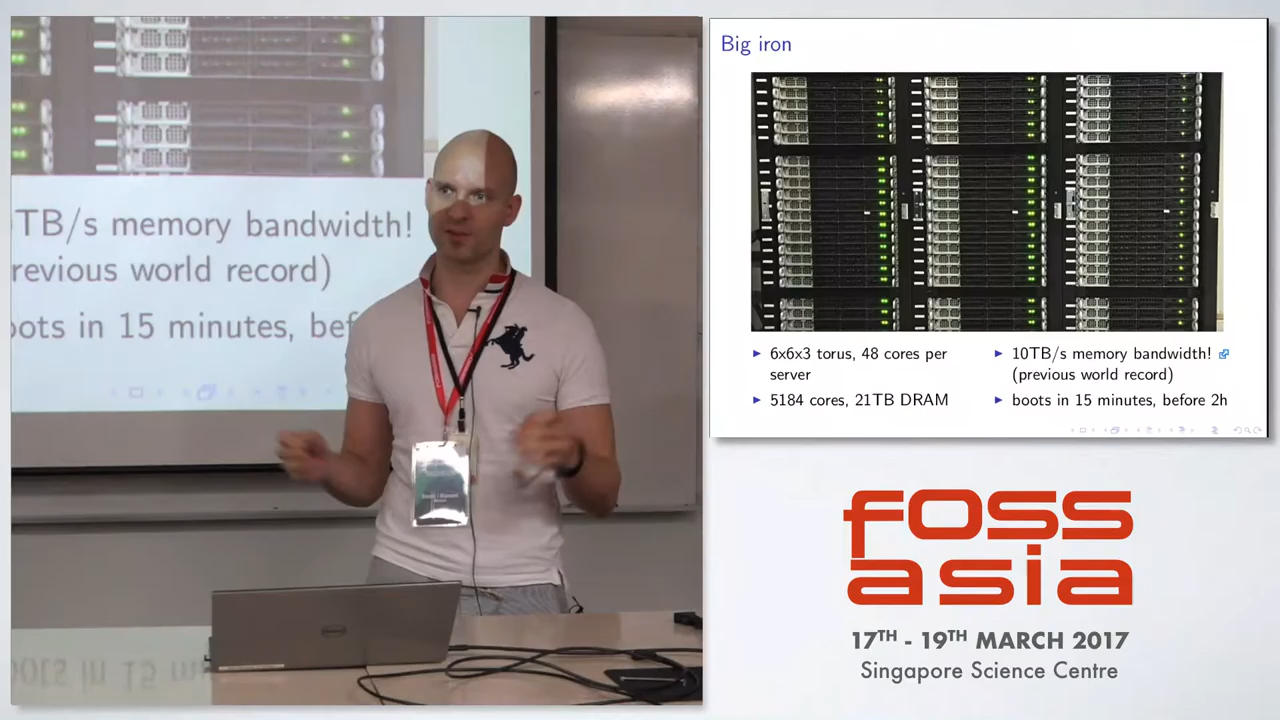 TB/s memory bandwidth!
revious world record)
oots in 15 minutes, bef
DELL
Big iron
▶ 6x6x3 torus, 48 cores per
server
▶ 5184 cores, 21TB DRAM
▶ 10TB/s memory bandwidth!
(previous world record)
▶ boots in 15 minutes, before 2h
foss
asia
17TH - 19TH MARCH 2017
Singapore Science Centre